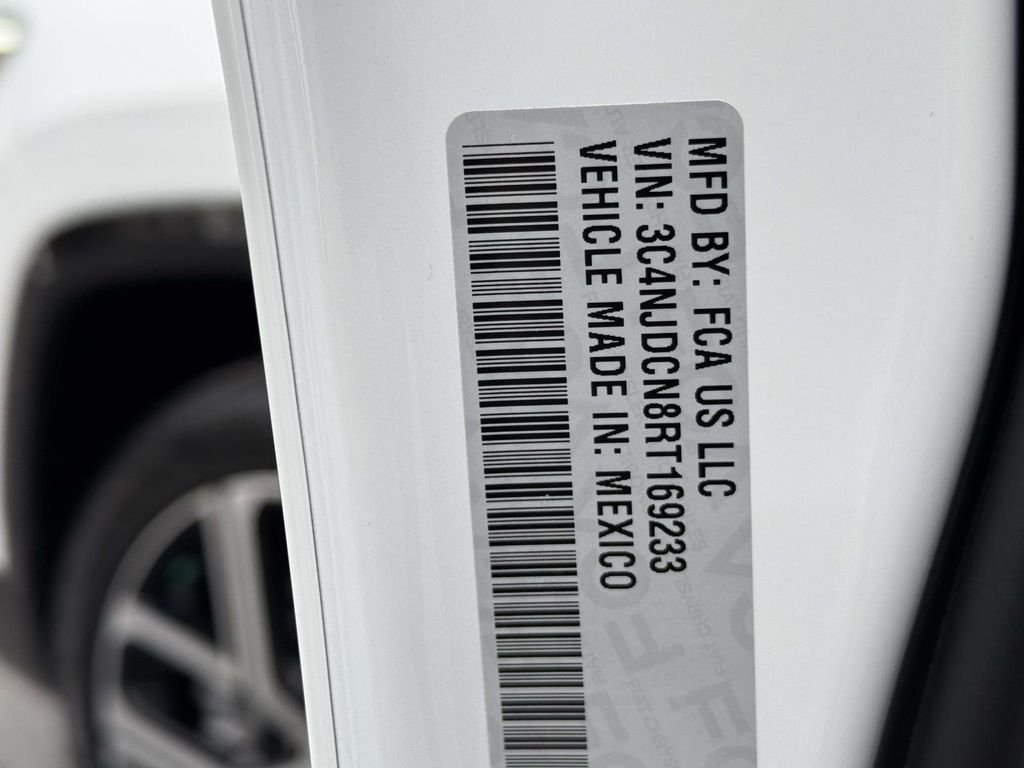 MFD BY: FCA US LLC
VIN: 3C4NJDCN8RT169233
VEHICLE MADE IN: MEXICO